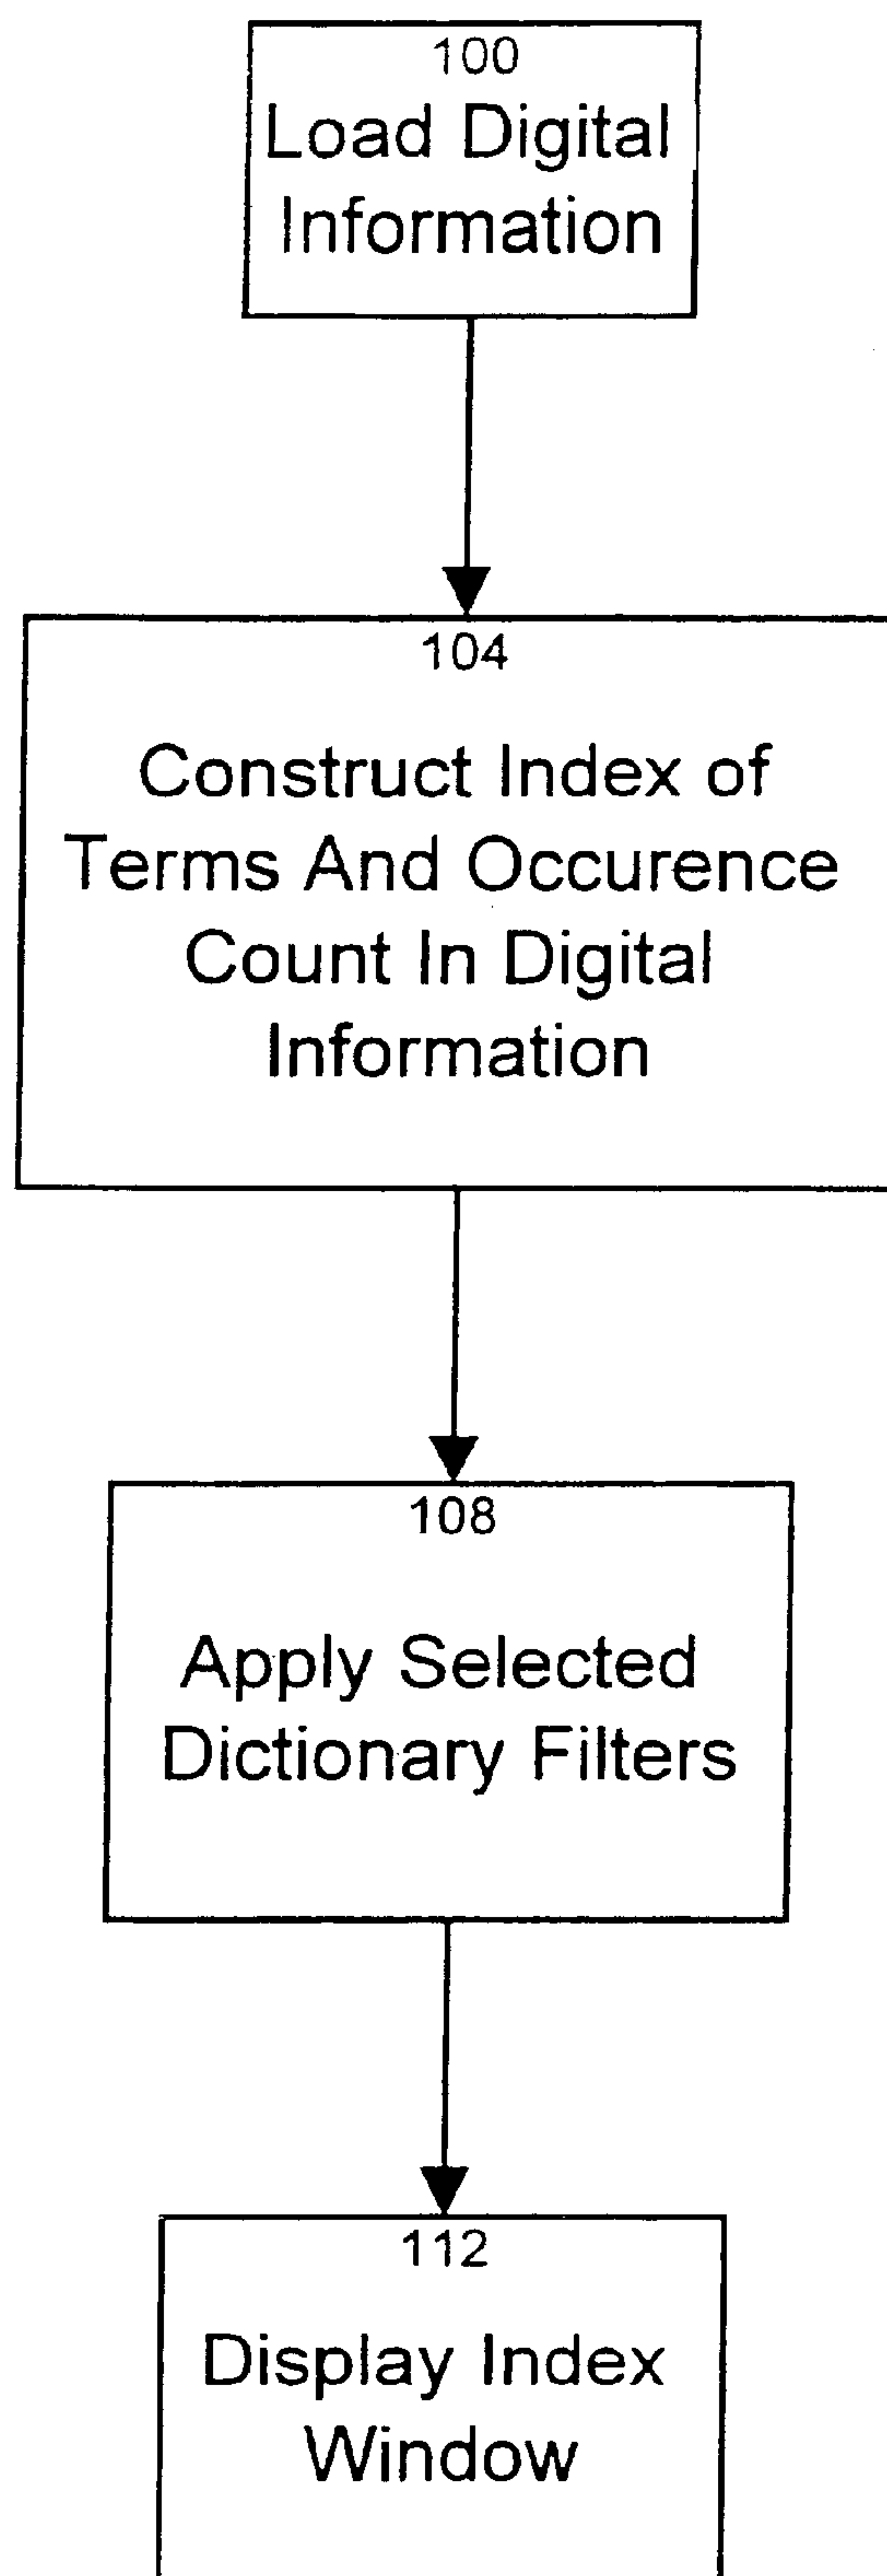 100
Load Digital
Information
104
Construct Index of
Terms And Occurence
Count In Digital
Information
108
Apply Selected
Dictionary Filters
112
Display Index
Window